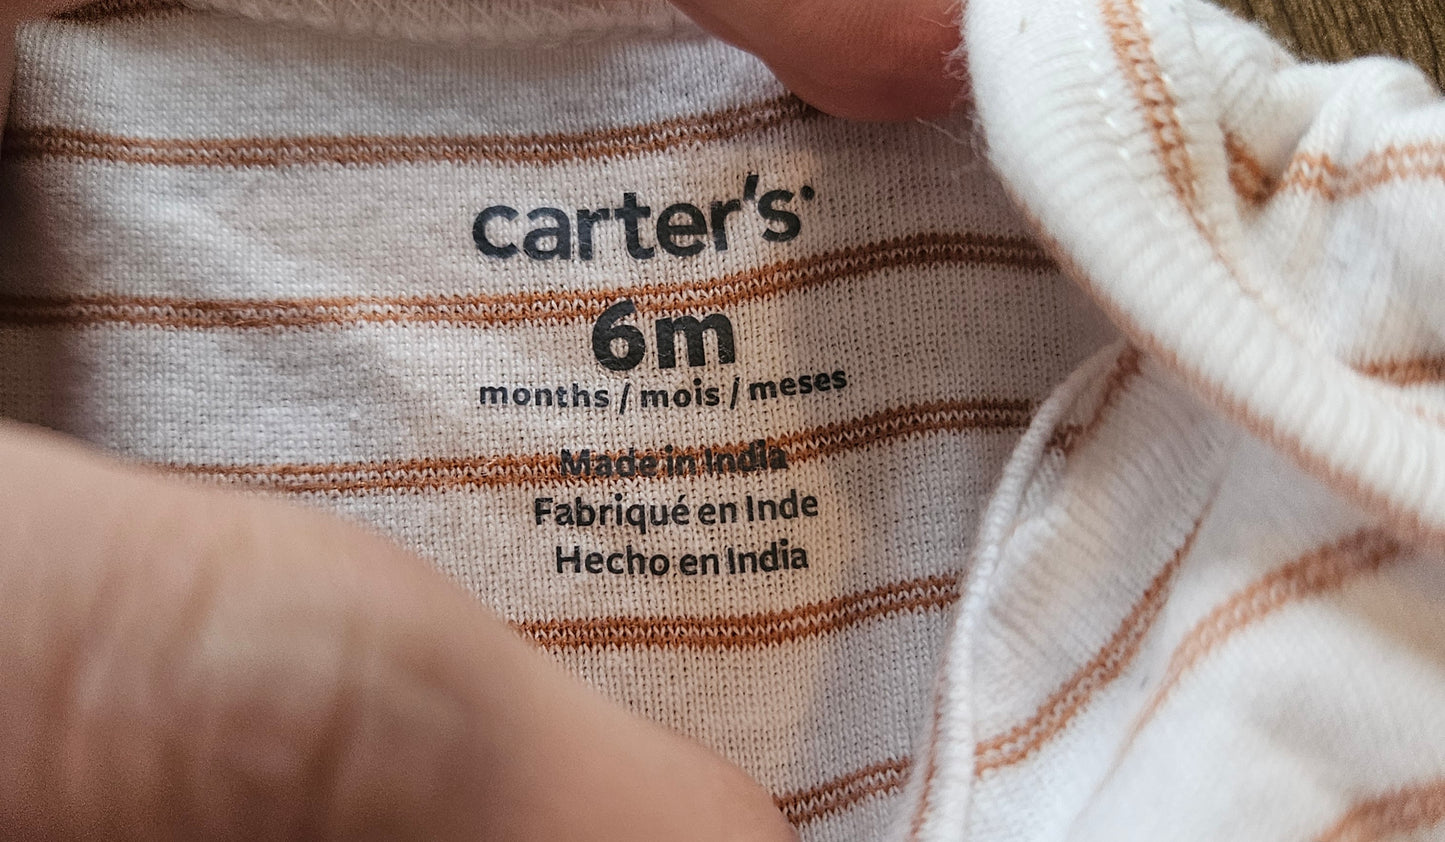 carter's
6m
months / mois / meses
Made in India
Fabriqué en Inde
Hecho en India